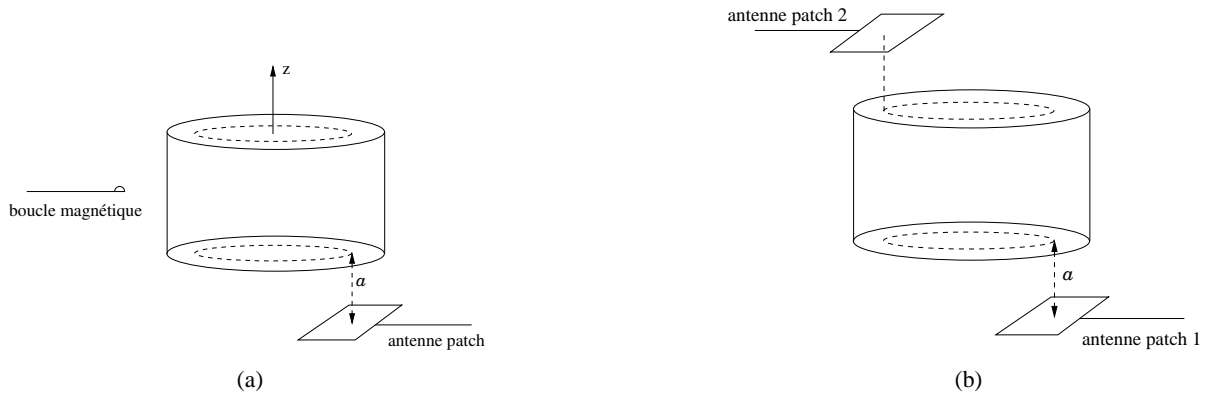 z
boucle magnétique
a
antenne patch
(a)
antenne patch 2
a
antenne patch 1
(b)